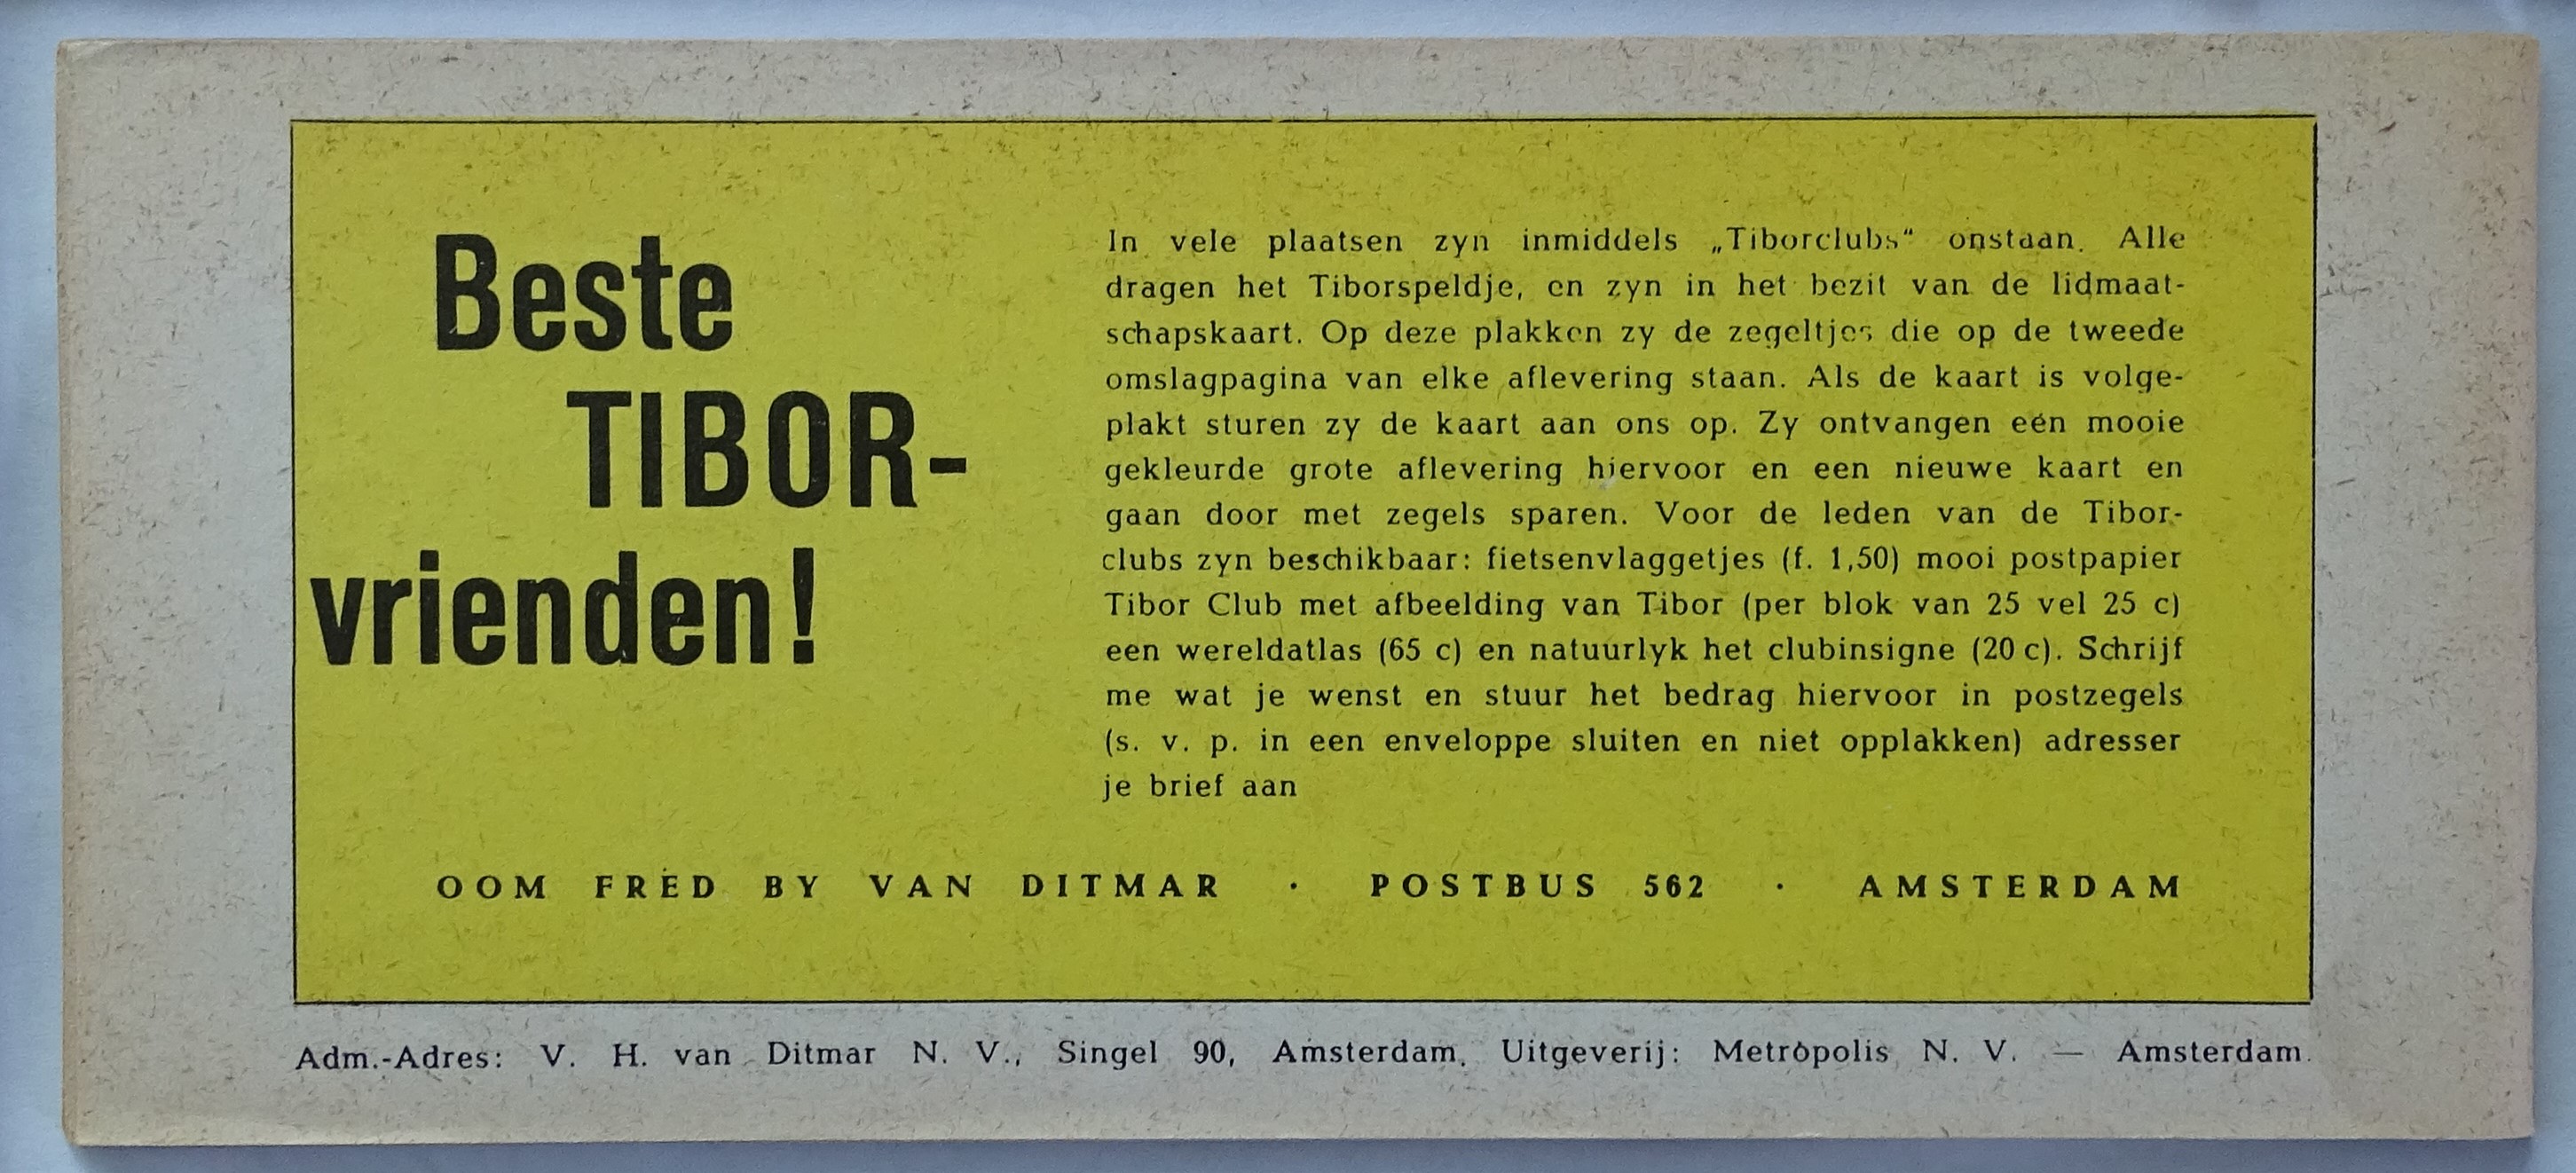 Beste
TIBOR-
vrienden!
In vele plaatsen zyn inmiddels „Tiborclubs“ onstaan. Alle
dragen het Tiborspeldje, en zyn in het bezit van de lidmaat-
schapskaart. Op deze plakken zy de zegeltjes die op de tweede
omslagpagina van elke aflevering staan. Als de kaart is volge-
plakt sturen zy de kaart aan ons op. Zy ontvangen eén mooie
gekleurde grote aflevering hiervoor en een nieuwe kaart en
gaan door met zegels sparen. Voor de leden van de Tibor-
clubs zyn beschikbaar: fietsenvlaggetjes (f. 1,50) mooi postpapier
Tibor Club met afbeelding van Tibor (per blok van 25 vel 25 c)
een wereldatlas (65 c) en natuurlyk het clubinsigne (20 c). Schrijf
me wat je wenst en stuur het bedrag hiervoor in postzegels
(s. v. p. in een enveloppe sluiten en niet opplakken) adresser
je brief aan
OOM FRED BY VAN DITMAR · POSTBUS 562 · AMSTERDAM
Adm.-Adres: V. H. van Ditmar N. V., Singel 90, Amsterdam. Uitgeverij: Metropolis N. V. — Amsterdam.